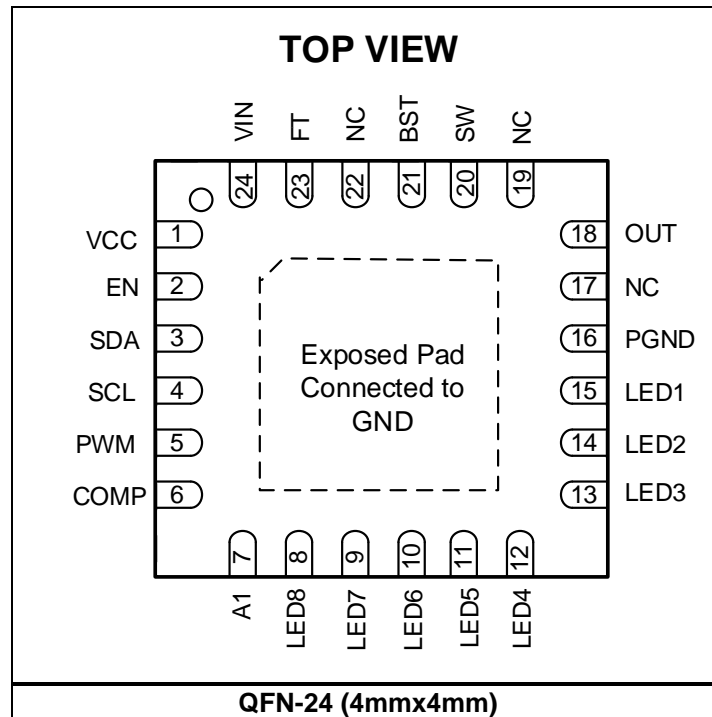 TOP VIEW
VIN FT NC BST SW NC
24 23 22 21 20 19
VCC 1
EN 2
SDA 3
SCL 4
PWM 5
COMP 6
18 OUT
17 NC
16 PGND
15 LED1
14 LED2
13 LED3
Exposed Pad
Connected to
GND
7 8 9 10 11 12
A1 LED8 LED7 LED6 LED5 LED4
QFN-24 (4mmx4mm)